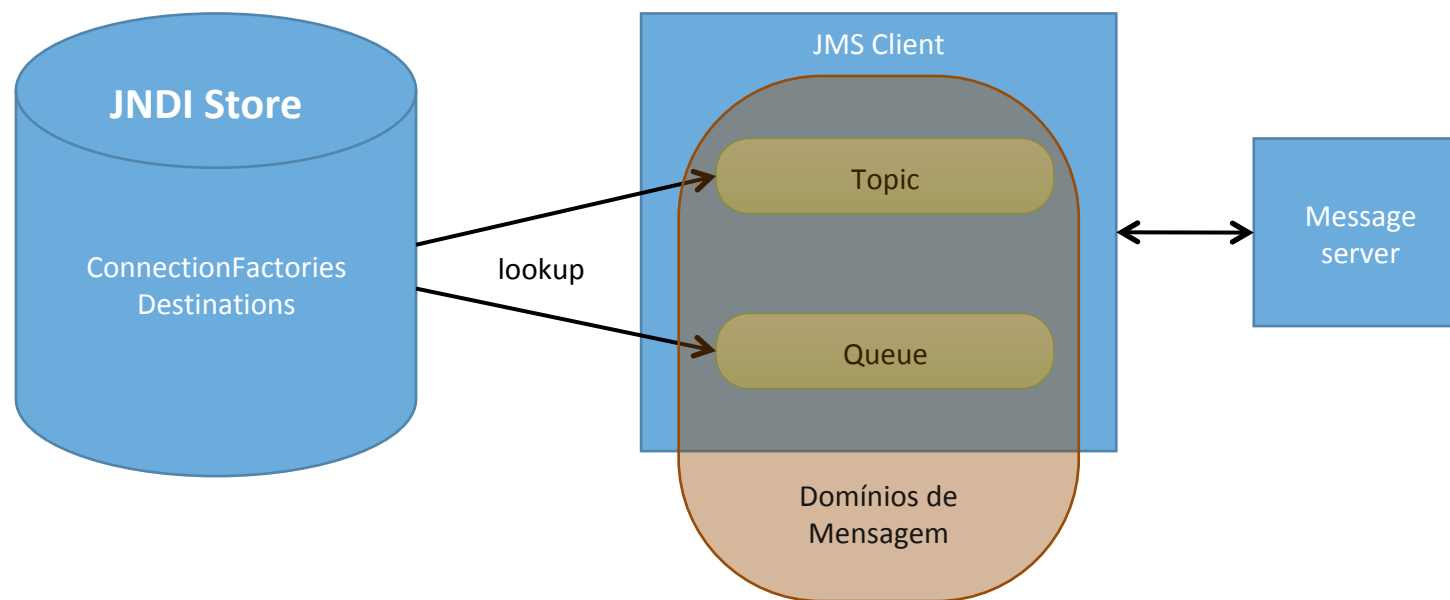 JNDI Store
ConnectionFactories
Destinations
lookup
JMS Client
Topic
Queue
Domínios de
Mensagem
Message
server